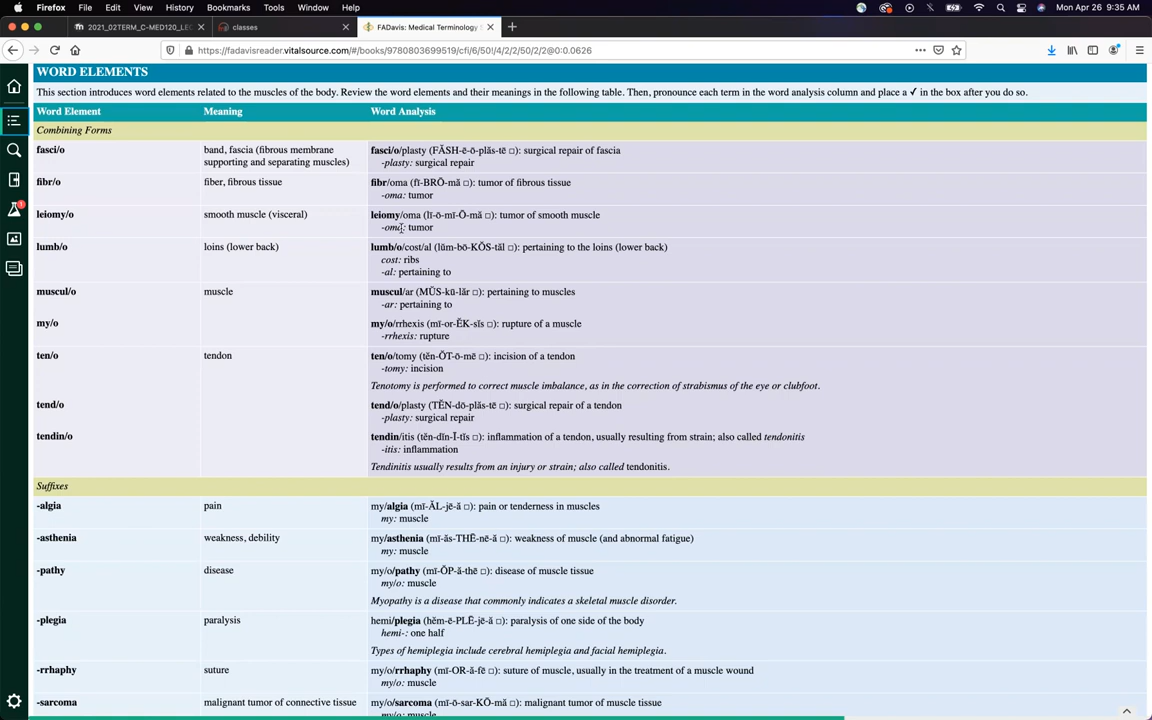 Firefox File Edit View History Bookmarks Tools Window Help Mon Apr 26 9:35 AM
2021_02TERM_C-MED120_LEC classes FADavis: Medical Terminology
https://fadavisreader.vitalsource.com/#/books/9780803699519/cfi/6/50!/4/2/2/50/2/2@0:0.0626
WORD ELEMENTS
This section introduces word elements related to the muscles of the body. Review the word elements and their meanings in the following table. Then, pronounce each term in the word analysis column and place a ✓ in the box after you do so.
Word Element Meaning Word Analysis
Combining Forms
fasci/o band, fascia (fibrous membrane fasci/o/plasty (FĂSH-ē-ō-plăs-tē □): surgical repair of fascia
supporting and separating muscles) -plasty: surgical repair
fibr/o fiber, fibrous tissue fibr/oma (fī-BRŌ-mă □): tumor of fibrous tissue
-oma: tumor
leiomy/o smooth muscle (visceral) leiomy/oma (lī-ō-mī-Ō-mă □): tumor of smooth muscle
-oma: tumor
lumb/o loins (lower back) lumb/o/cost/al (lŭm-bō-KŎS-tăl □): pertaining to the loins (lower back)
cost: ribs
-al: pertaining to
muscul/o muscle muscul/ar (MŬS-kū-lăr □): pertaining to muscles
-ar: pertaining to
my/o my/o/rrhexis (mī-or-ĔK-sĭs □): rupture of a muscle
-rrhexis: rupture
ten/o tendon ten/o/tomy (tĕn-ŎT-ō-mē □): incision of a tendon
-tomy: incision
Tenotomy is performed to correct muscle imbalance, as in the correction of strabismus of the eye or clubfoot.
tend/o tend/o/plasty (TĔN-dō-plăs-tē □): surgical repair of a tendon
-plasty: surgical repair
tendin/o tendin/itis (tĕn-dĭn-Ī-tĭs □): inflammation of a tendon, usually resulting from strain; also called tendonitis
-itis: inflammation
Tendinitis usually results from an injury or strain; also called tendonitis.
Suffixes
-algia pain my/algia (mī-ĂL-jē-ă □): pain or tenderness in muscles
my: muscle
-asthenia weakness, debility my/asthenia (mī-ăs-THĒ-nē-ă □): weakness of muscle (and abnormal fatigue)
my: muscle
-pathy disease my/o/pathy (mī-ŎP-ă-thē □): disease of muscle tissue
my/o: muscle
Myopathy is a disease that commonly indicates a skeletal muscle disorder.
-plegia paralysis hemi/plegia (hĕm-ē-PLĒ-jē-ă □): paralysis of one side of the body
hemi-: one half
Types of hemiplegia include cerebral hemiplegia and facial hemiplegia.
-rrhaphy suture my/o/rrhaphy (mī-OR-ă-fē □): suture of muscle, usually in the treatment of a muscle wound
my/o: muscle
-sarcoma malignant tumor of connective tissue my/o/sarcoma (mī-ō-sar-KŌ-mă □): malignant tumor of muscle tissue
my/o: muscle